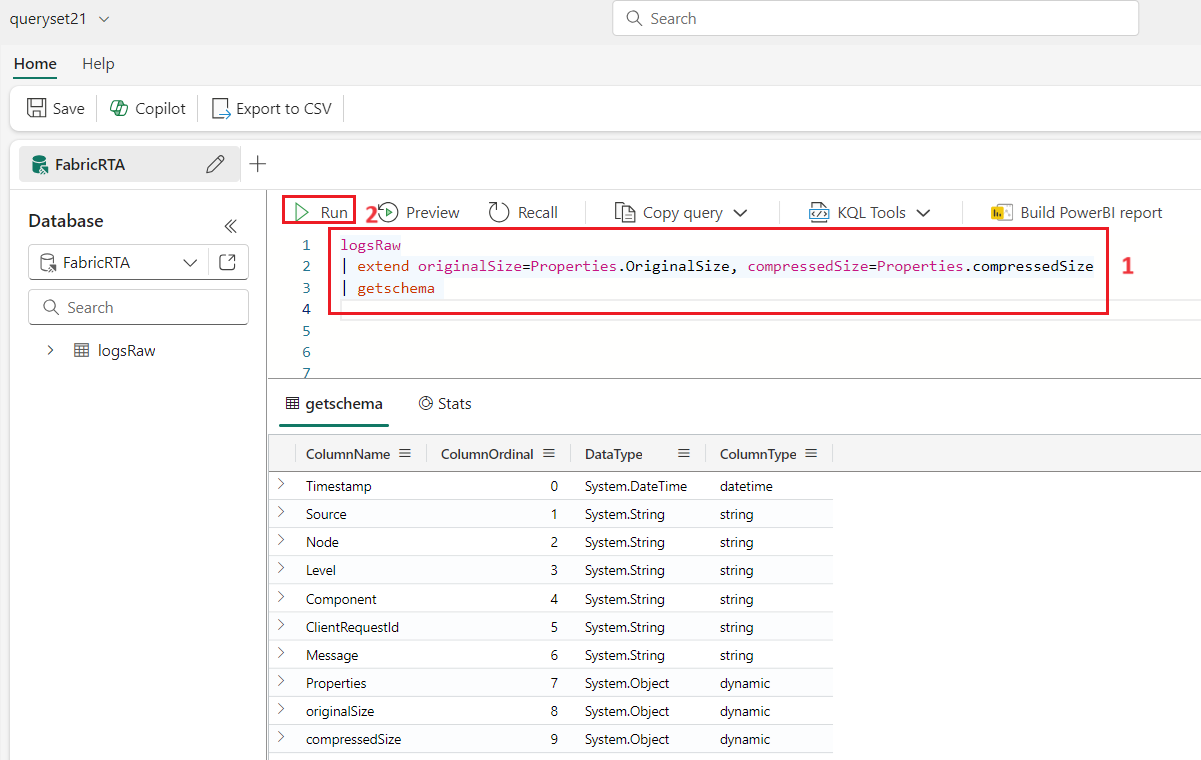 queryset21
Search
Home Help
Save Copilot Export to CSV
FabricRTA
Database
FabricRTA
Search
logsRaw
Run 2 Preview Recall Copy query KQL Tools Build PowerBI report
1 logsRaw
2 | extend originalSize=Properties.OriginalSize, compressedSize=Properties.compressedSize 1
3 | getschema
4
5
6
7
getschema Stats
ColumnName ColumnOrdinal DataType ColumnType
Timestamp 0 System.DateTime datetime
Source 1 System.String string
Node 2 System.String string
Level 3 System.String string
Component 4 System.String string
ClientRequestId 5 System.String string
Message 6 System.String string
Properties 7 System.Object dynamic
originalSize 8 System.Object dynamic
compressedSize 9 System.Object dynamic